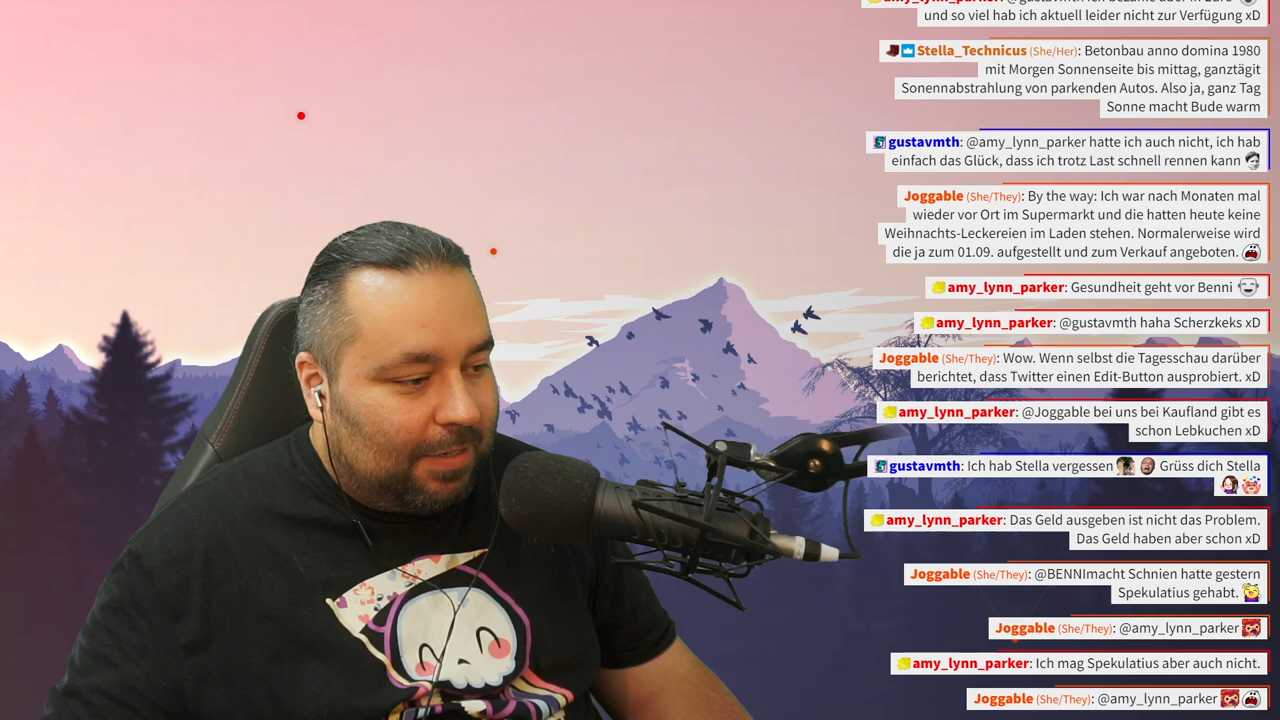 amy_lynn_parker: @gustavmth ich bezahle aber in Euro
und so viel hab ich aktuell leider nicht zur Verfügung xD
Stella_Technicus (She/Her): Betonbau anno domina 1980
mit Morgen Sonnenseite bis mittag, ganztägit
Sonennabstrahlung von parkenden Autos. Also ja, ganz Tag
Sonne macht Bude warm
gustavmth: @amy_lynn_parker hatte ich auch nicht, ich hab
einfach das Glück, dass ich trotz Last schnell rennen kann
Joggable (She/They): By the way: Ich war nach Monaten mal
wieder vor Ort im Supermarkt und die hatten heute keine
Weihnachts-Leckereien im Laden stehen. Normalerweise wird
die ja zum 01.09. aufgestellt und zum Verkauf angeboten.
amy_lynn_parker: Gesundheit geht vor Benni
amy_lynn_parker: @gustavmth haha Scherzkeks xD
Joggable (She/They): Wow. Wenn selbst die Tagesschau darüber
berichtet, dass Twitter einen Edit-Button ausprobiert. xD
amy_lynn_parker: @Joggable bei uns bei Kaufland gibt es
schon Lebkuchen xD
gustavmth: Ich hab Stella vergessen Grüss dich Stella
amy_lynn_parker: Das Geld ausgeben ist nicht das Problem.
Das Geld haben aber schon xD
Joggable (She/They): @BENNImacht Schnien hatte gestern
Spekulatius gehabt.
Joggable (She/They): @amy_lynn_parker
amy_lynn_parker: Ich mag Spekulatius aber auch nicht.
Joggable (She/They): @amy_lynn_parker